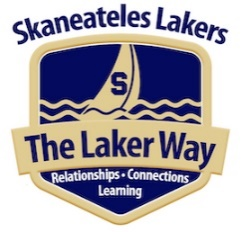 Skaneateles Lakers
S
The Laker Way
Relationships • Connections
Learning